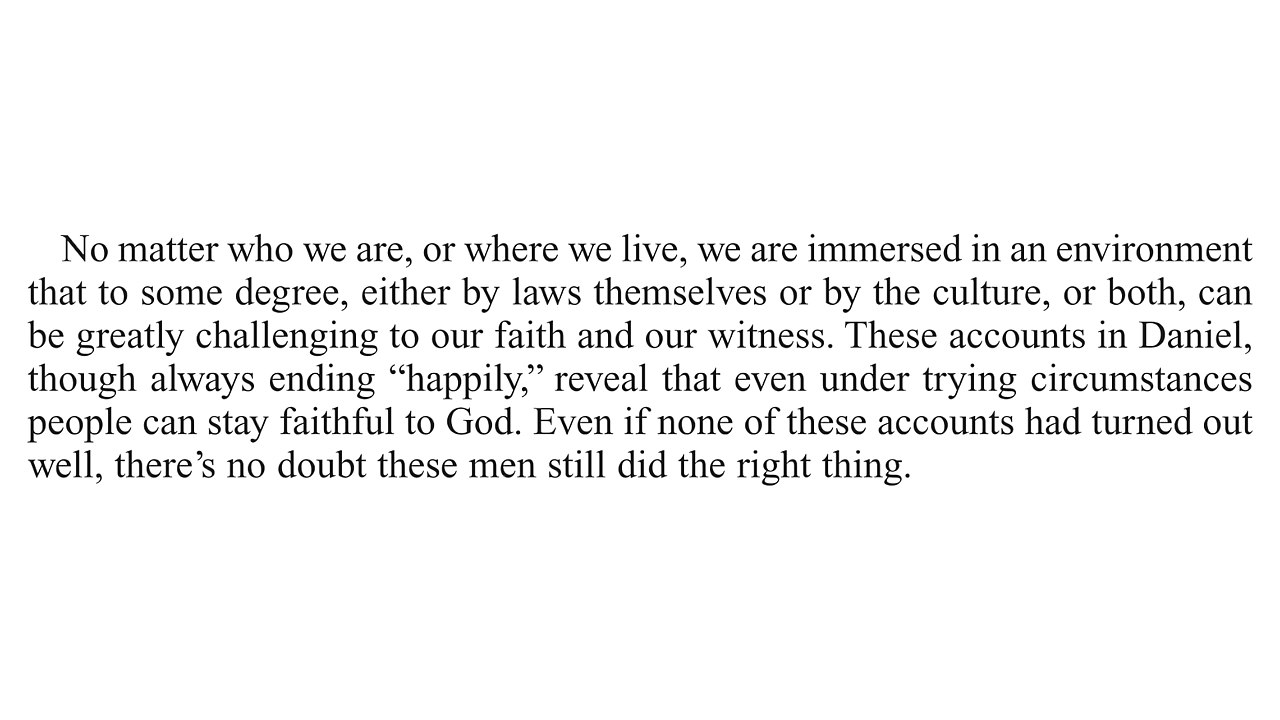 No matter who we are, or where we live, we are immersed in an environment
that to some degree, either by laws themselves or by the culture, or both, can
be greatly challenging to our faith and our witness. These accounts in Daniel,
though always ending “happily,” reveal that even under trying circumstances
people can stay faithful to God. Even if none of these accounts had turned out
well, there’s no doubt these men still did the right thing.